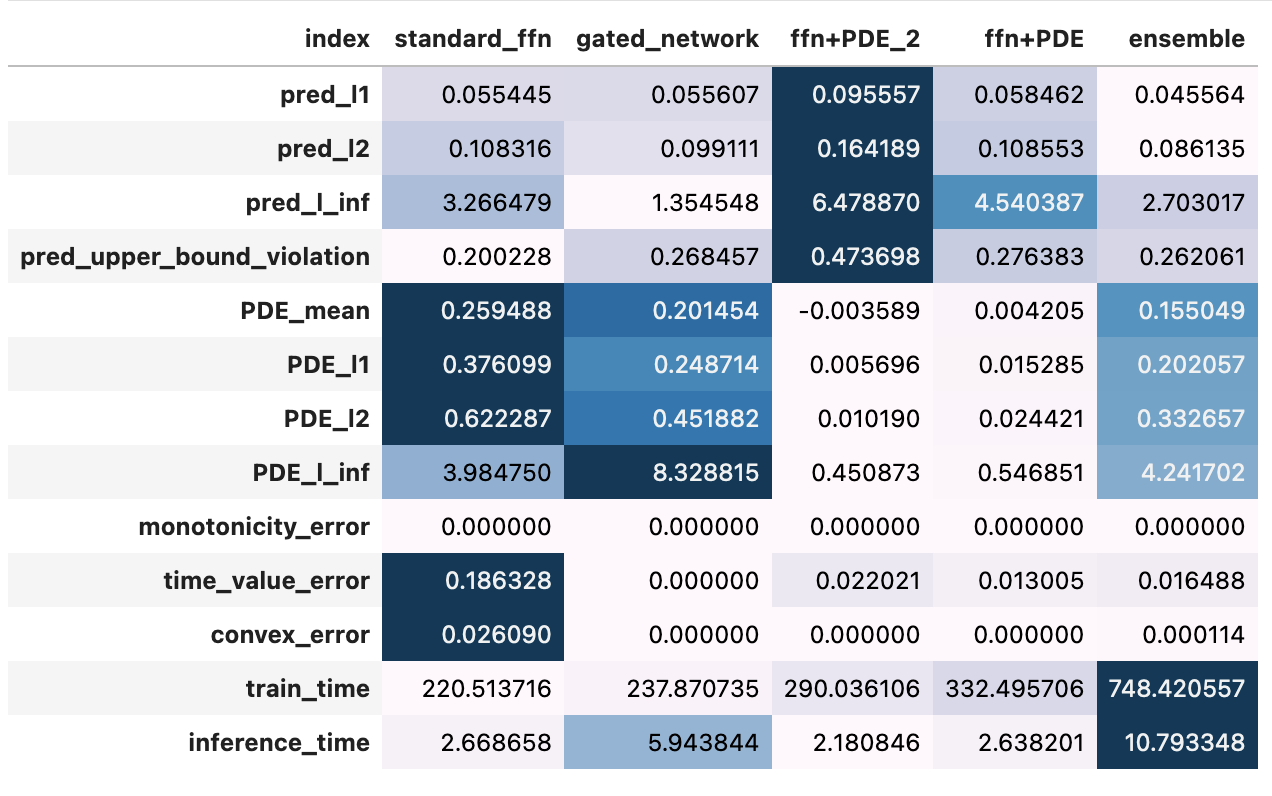 index standard_ffn gated_network ffn+PDE_2 ffn+PDE ensemble
pred_l1 0.055445 0.055607 0.095557 0.058462 0.045564
pred_l2 0.108316 0.099111 0.164189 0.108553 0.086135
pred_l_inf 3.266479 1.354548 6.478870 4.540387 2.703017
pred_upper_bound_violation 0.200228 0.268457 0.473698 0.276383 0.262061
PDE_mean 0.259488 0.201454 -0.003589 0.004205 0.155049
PDE_l1 0.376099 0.248714 0.005696 0.015285 0.202057
PDE_l2 0.622287 0.451882 0.010190 0.024421 0.332657
PDE_l_inf 3.984750 8.328815 0.450873 0.546851 4.241702
monotonicity_error 0.000000 0.000000 0.000000 0.000000 0.000000
time_value_error 0.186328 0.000000 0.022021 0.013005 0.016488
convex_error 0.026090 0.000000 0.000000 0.000000 0.000114
train_time 220.513716 237.870735 290.036106 332.495706 748.420557
inference_time 2.668658 5.943844 2.180846 2.638201 10.793348